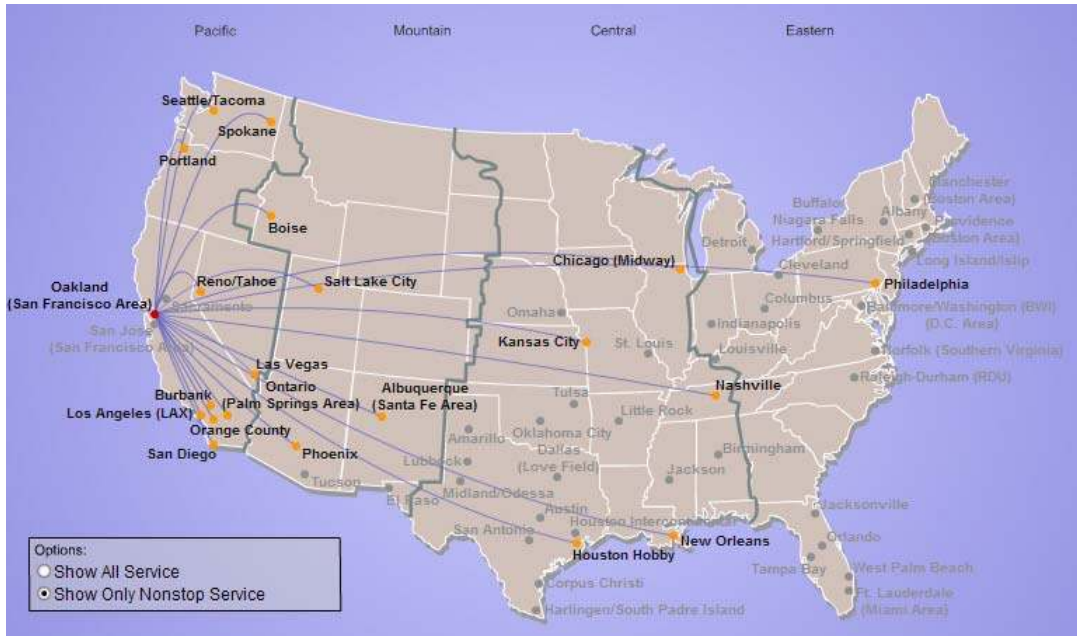 Pacific
Mountain
Central
Eastern
Seattle/Tacoma
Spokane
Portland
Boise
Buffalo
Niagara Falls
Manchester
(Boston Area)
Albany
Providence
(Boston Area)
Hartford/Springfield
Long Island/Islip
Detroit
Cleveland
Chicago (Midway)
Philadelphia
Oakland
(San Francisco Area)
Reno/Tahoe
Sacramento
Salt Lake City
Omaha
Columbus
Indianapolis
Baltimore/Washington (BWI)
(D.C. Area)
San Jose
(San Francisco Area)
Kansas City
St. Louis
Louisville
Norfolk (Southern Virginia)
Las Vegas
Ontario
(Palm Springs Area)
Burbank
Los Angeles (LAX)
Orange County
San Diego
Albuquerque
(Santa Fe Area)
Phoenix
Tucson
El Paso
Nashville
Raleigh-Durham (RDU)
Tulsa
Little Rock
Oklahoma City
Amarillo
Dallas
(Love Field)
Lubbock
Midland/Odessa
Birmingham
Jackson
Austin
San Antonio
Houston Intercontinental
Houston Hobby
New Orleans
Jacksonville
Orlando
Tampa Bay
West Palm Beach
Ft. Lauderdale
(Miami Area)
Corpus Christi
Harlingen/South Padre Island
Options:
Show All Service
Show Only Nonstop Service